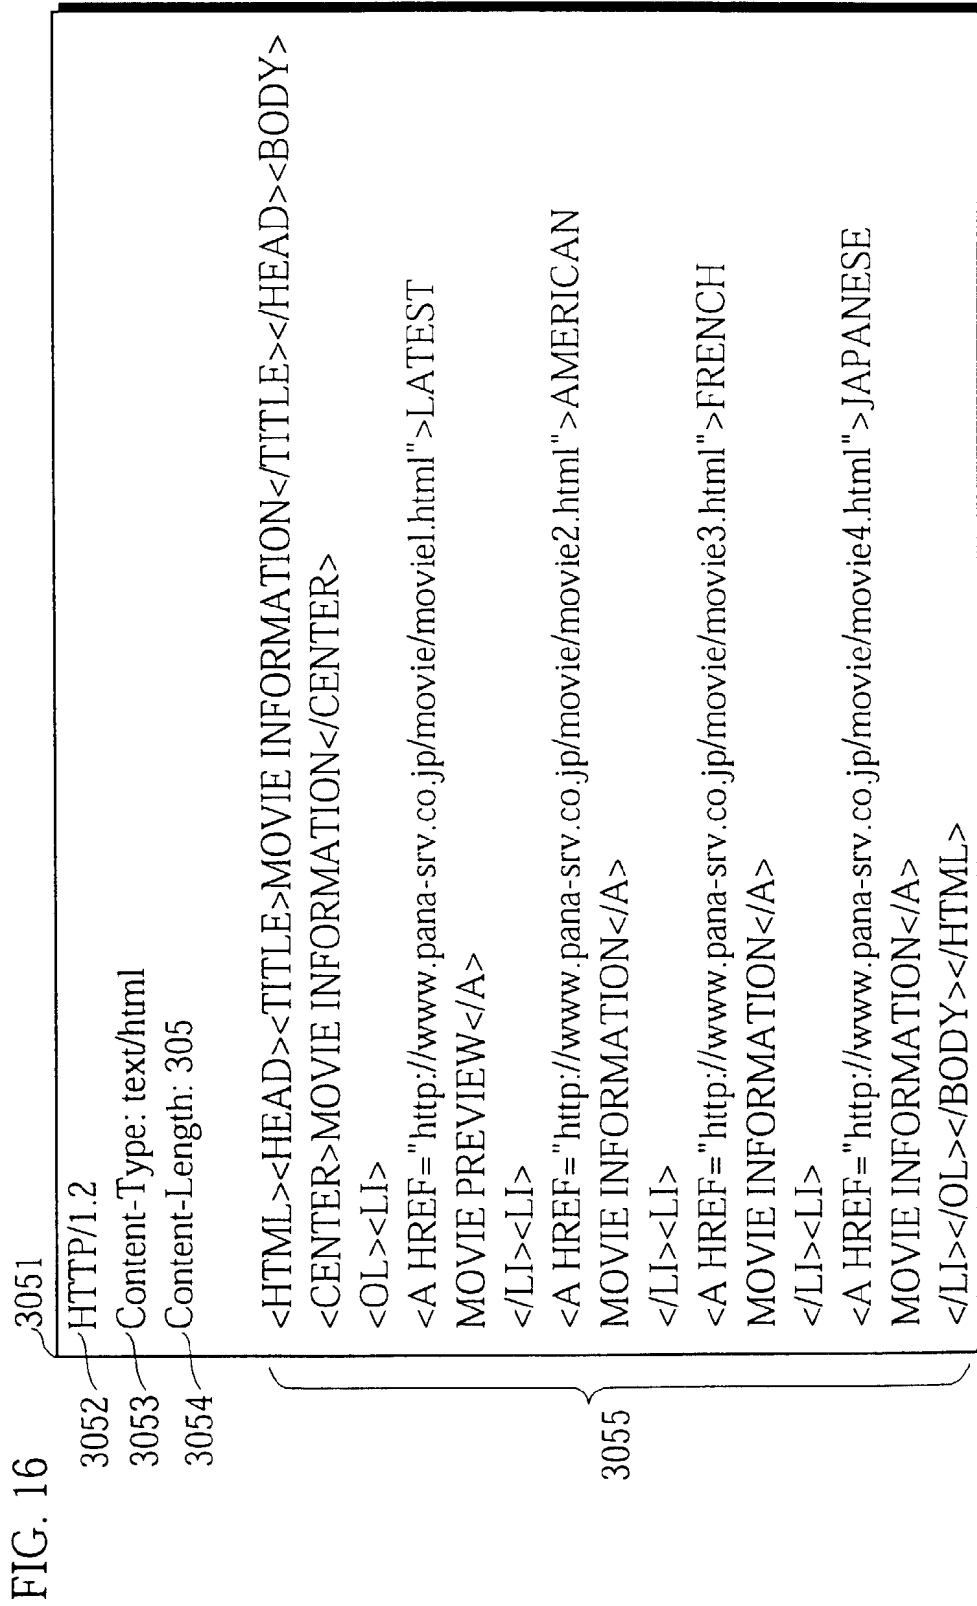 FIG. 16
3051
3052 HTTP/1.2
3053 Content-Type: text/html
3054 Content-Length: 305
3055
<HTML><HEAD><TITLE>MOVIE INFORMATION</TITLE></HEAD><BODY>
<CENTER>MOVIE INFORMATION</CENTER>
<OL><LI>
<A HREF="http://www.pana-srv.co.jp/movie/movie1.html">LATEST
MOVIE PREVIEW</A>
</LI><LI>
<A HREF="http://www.pana-srv.co.jp/movie/movie2.html">AMERICAN
MOVIE INFORMATION</A>
</LI><LI>
<A HREF="http://www.pana-srv.co.jp/movie/movie3.html">FRENCH
MOVIE INFORMATION</A>
</LI><LI>
<A HREF="http://www.pana-srv.co.jp/movie/movie4.html">JAPANESE
MOVIE INFORMATION</A>
</LI></OL></BODY></HTML>